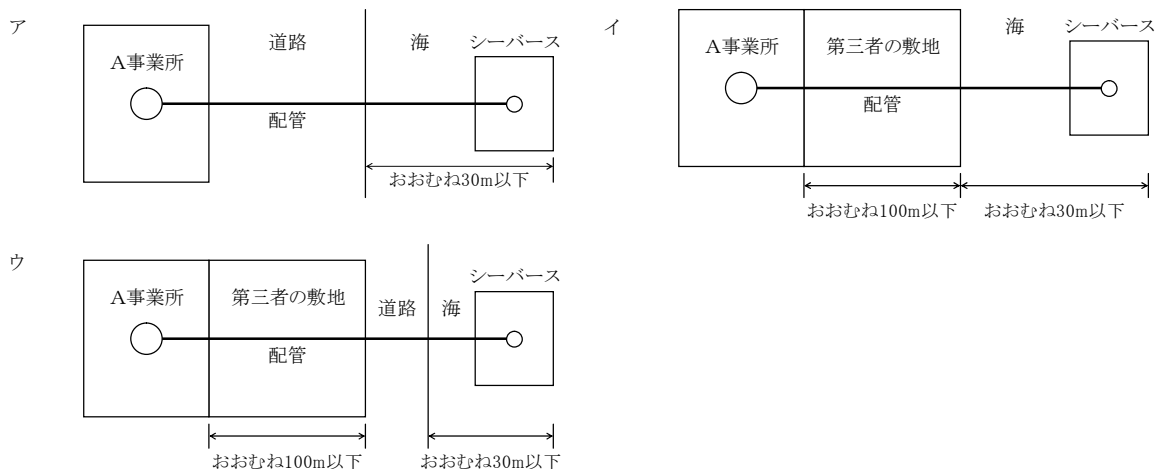 ア
A事業所
道路
海
シーバース
配管
おおむね30m以下
イ
A事業所
第三者の敷地
海
シーバース
配管
おおむね100m以下
おおむね30m以下
ウ
A事業所
第三者の敷地
道路
海
シーバース
配管
おおむね100m以下
おおむね30m以下